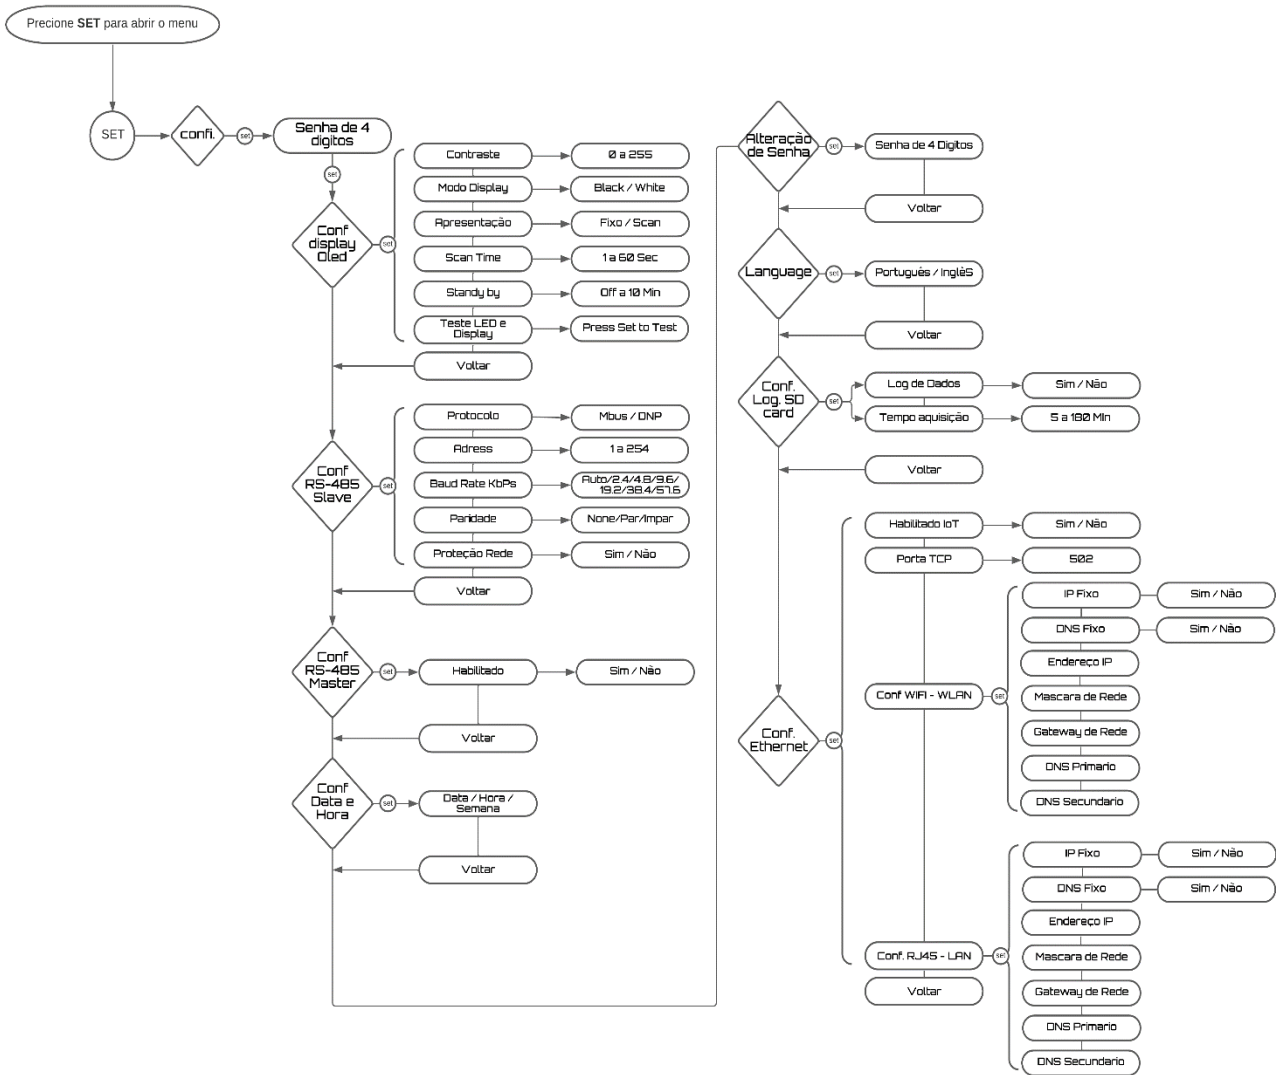 Precione SET para abrir o menu
SET
confi.
set
Senha de 4
digitos
set
Conf
display
Oled
set
Contraste
0 a 255
Modo Display
Black / White
Apresentação
Fixo / Scan
Scan Time
1 a 60 Sec
Standy by
Off a 10 Min
Teste LED e
Display
Press Set to Test
Voltar
Conf
RS-485
Slave
set
Protocolo
Mbus / DNP
Adress
1 a 254
Baud Rate KbPs
Auto/2.4/4.8/9.6/
19.2/38.4/57.6
Paridade
None/Par/Impar
Proteção Rede
Sim / Não
Voltar
Conf
RS-485
Master
set
Habilitado
Sim / Não
Voltar
Conf
Data e
Hora
set
Data / Hora /
Semana
Voltar
Alteração
de Senha
set
Senha de 4 Digitos
Voltar
Language
set
Português / InglêS
Voltar
Conf.
Log. SD
card
set
Log de Dados
Sim / Não
Tempo aquisição
5 a 180 MIn
Voltar
Conf.
Ethernet
set
Habilitado IoT
Sim / Não
Porta TCP
502
Conf WIFI - WLAN
set
IP Fixo
Sim / Não
DNS Fixo
Sim / Não
Endereço IP
Mascara de Rede
Gateway de Rede
DNS Primario
DNS Secundario
Conf. RJ45 - LAN
set
IP Fixo
Sim / Não
DNS Fixo
Sim / Não
Endereço IP
Mascara de Rede
Gateway de Rede
DNS Primario
DNS Secundario
Voltar